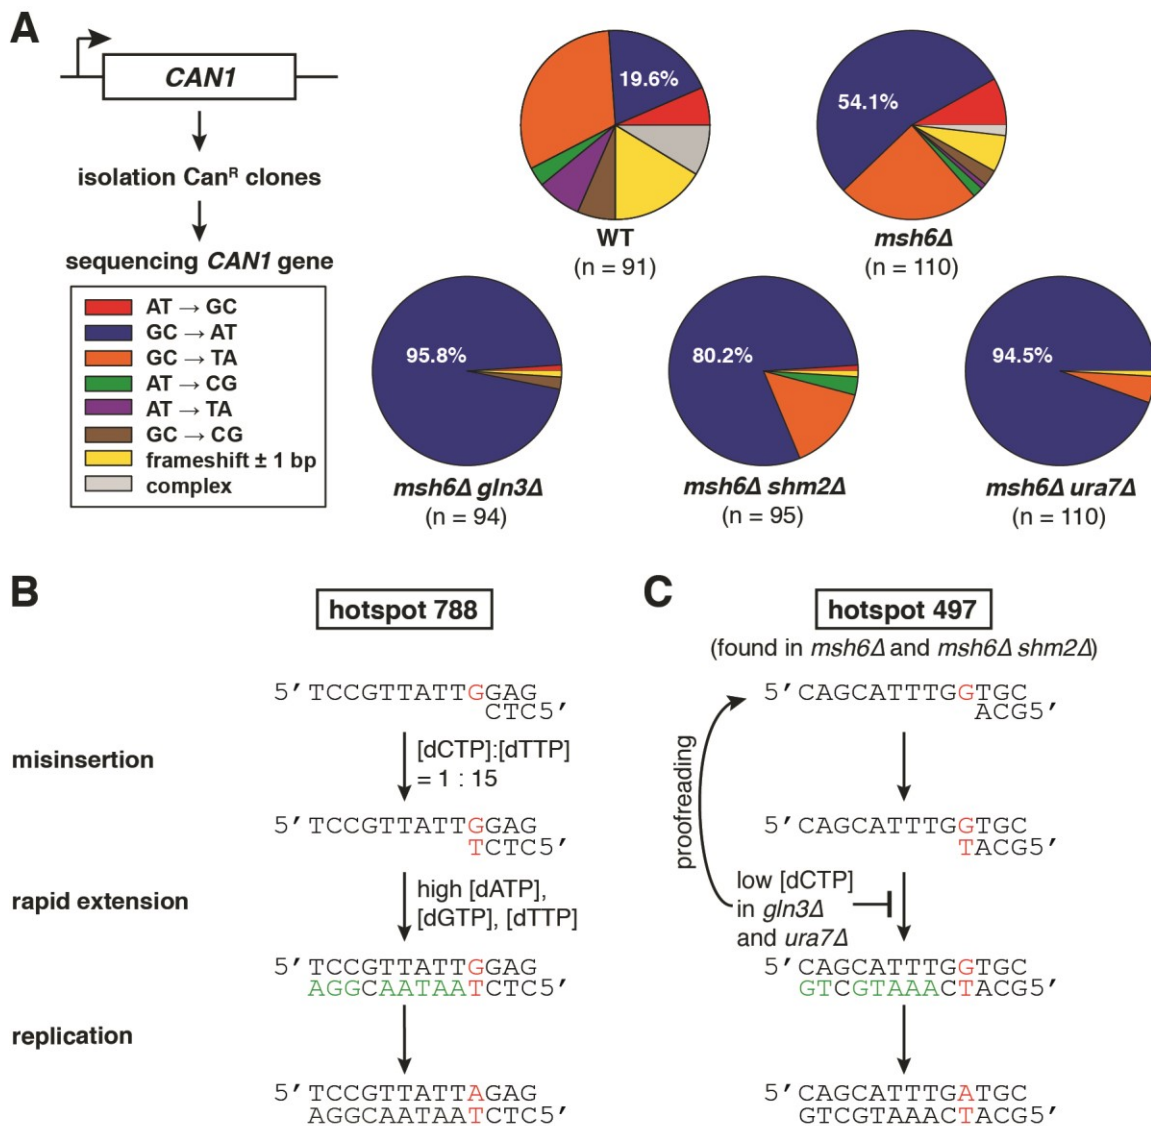 A
CAN1
isolation Canᴿ clones
sequencing CAN1 gene
AT → GC
GC → AT
GC → TA
AT → CG
AT → TA
GC → CG
frameshift ± 1 bp
complex
19.6%
WT
(n = 91)
54.1%
msh6Δ
(n = 110)
95.8%
msh6Δ gln3Δ
(n = 94)
80.2%
msh6Δ shm2Δ
(n = 95)
94.5%
msh6Δ ura7Δ
(n = 110)
B
hotspot 788
5′ TCCGTTATTGGAG
CTC5′
misinsertion
[dCTP]:[dTTP]
= 1 : 15
5′ TCCGTTATTGGAG
TCTC5′
rapid extension
high [dATP],
[dGTP], [dTTP]
5′ TCCGTTATTGGAG
AGGCAATAATCTC5′
replication
5′ TCCGTTATTAGAG
AGGCAATAATCTC5′
C
hotspot 497
(found in msh6Δ and msh6Δ shm2Δ)
5′ CAGCATTTGGTGC
ACG5′
proofreading
5′ CAGCATTTGGTGC
TACG5′
low [dCTP]
in gln3Δ
and ura7Δ
5′ CAGCATTTGGTGC
GTCGTAAACTACG5′
5′ CAGCATTTGATGC
GTCGTAAACTACG5′